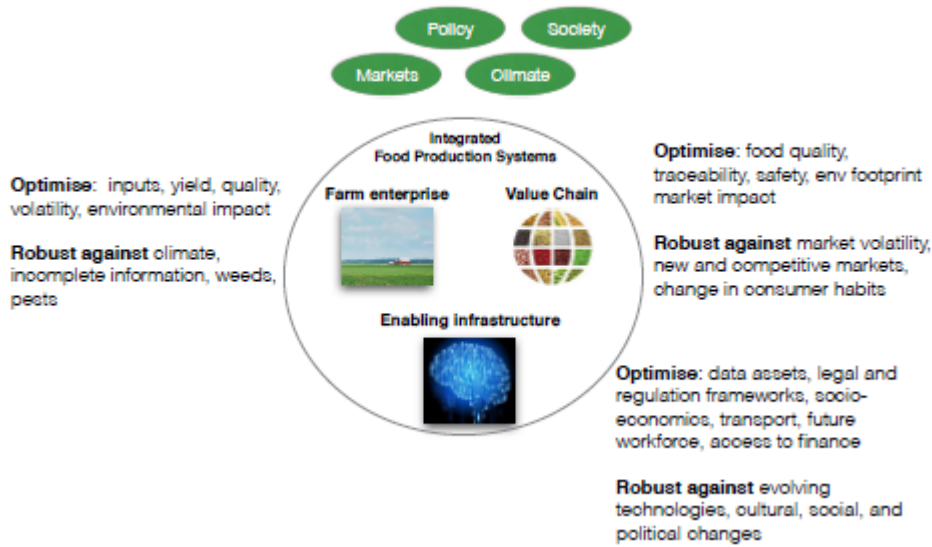 Policy
Society
Markets
Climate
Integrated
Food Production Systems
Farm enterprise
Value Chain
Enabling infrastructure
Optimise: inputs, yield, quality,
volatility, environmental impact
Robust against climate,
incomplete information, weeds,
pests
Optimise: food quality,
traceability, safety, env footprint
market impact
Robust against market volatility,
new and competitive markets,
change in consumer habits
Optimise: data assets, legal and
regulation frameworks, socio-
economics, transport, future
workforce, access to finance
Robust against evolving
technologies, cultural, social, and
political changes